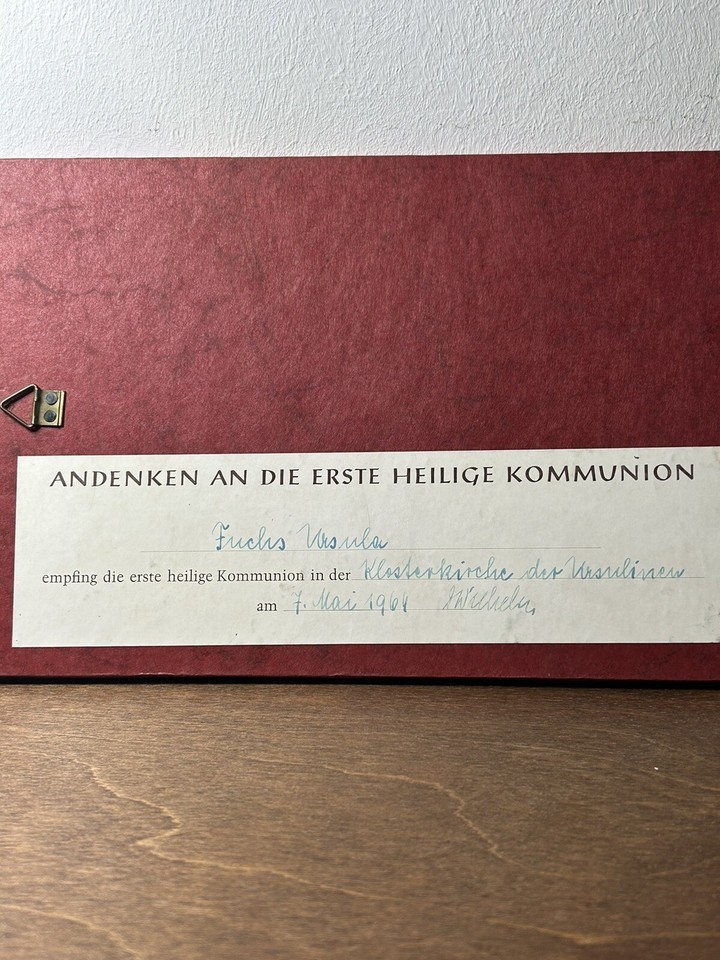 ANDENKEN AN DIE ERSTE HEILIGE KOMMUNION
Fuchs Ursula
empfing die erste heilige Kommunion in der Klosterkirche der Ursulinen
am 7. Mai 1964